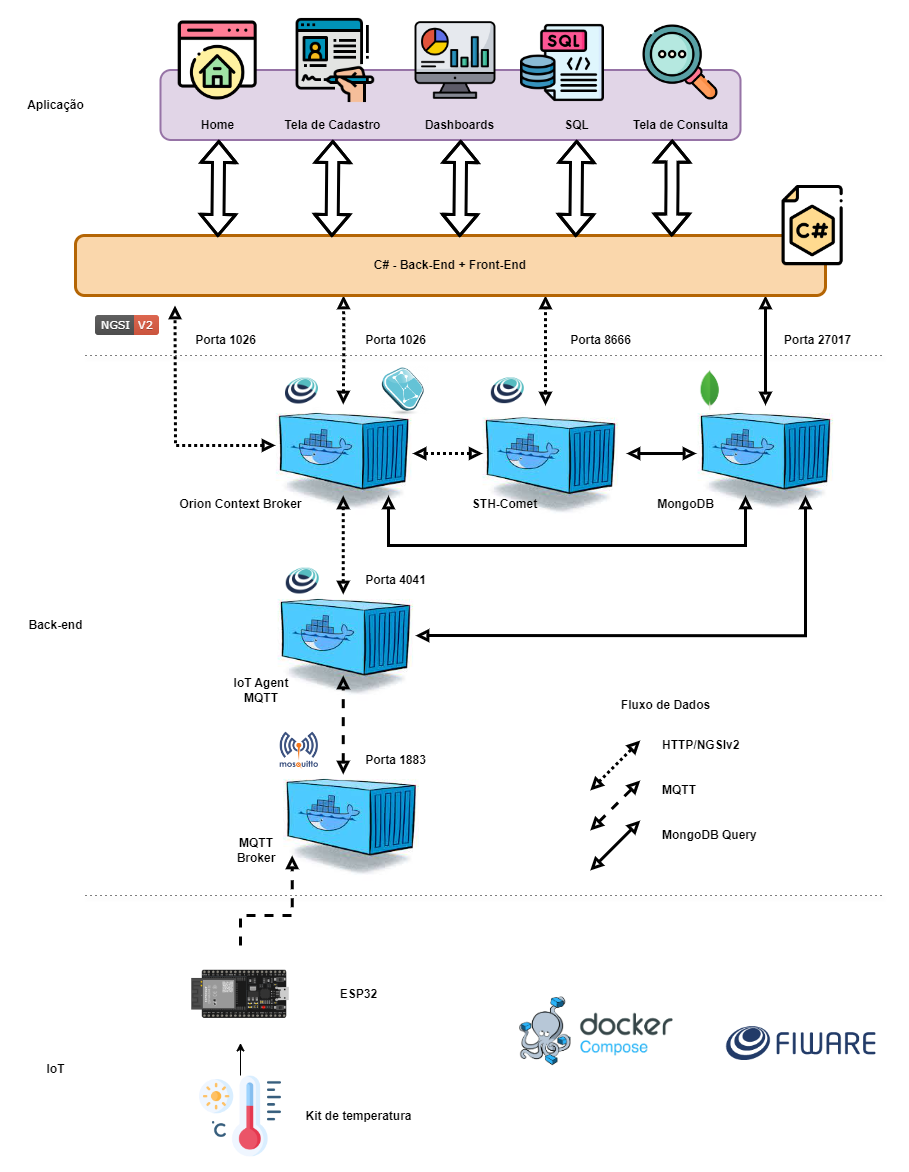 SQL
</>
Aplicação
Home
Tela de Cadastro
Dashboards
SQL
Tela de Consulta
C#
C# - Back-End + Front-End
NGSI V2
Porta 1026
Porta 1026
Porta 8666
Porta 27017
Orion Context Broker
STH-Comet
MongoDB
Porta 4041
Back-end
IoT Agent
MQTT
Fluxo de Dados
HTTP/NGSIv2
mosquitto
Porta 1883
MQTT
MongoDB Query
MQTT
Broker
ESP32
docker
Compose
FIWARE
IoT
°C
Kit de temperatura